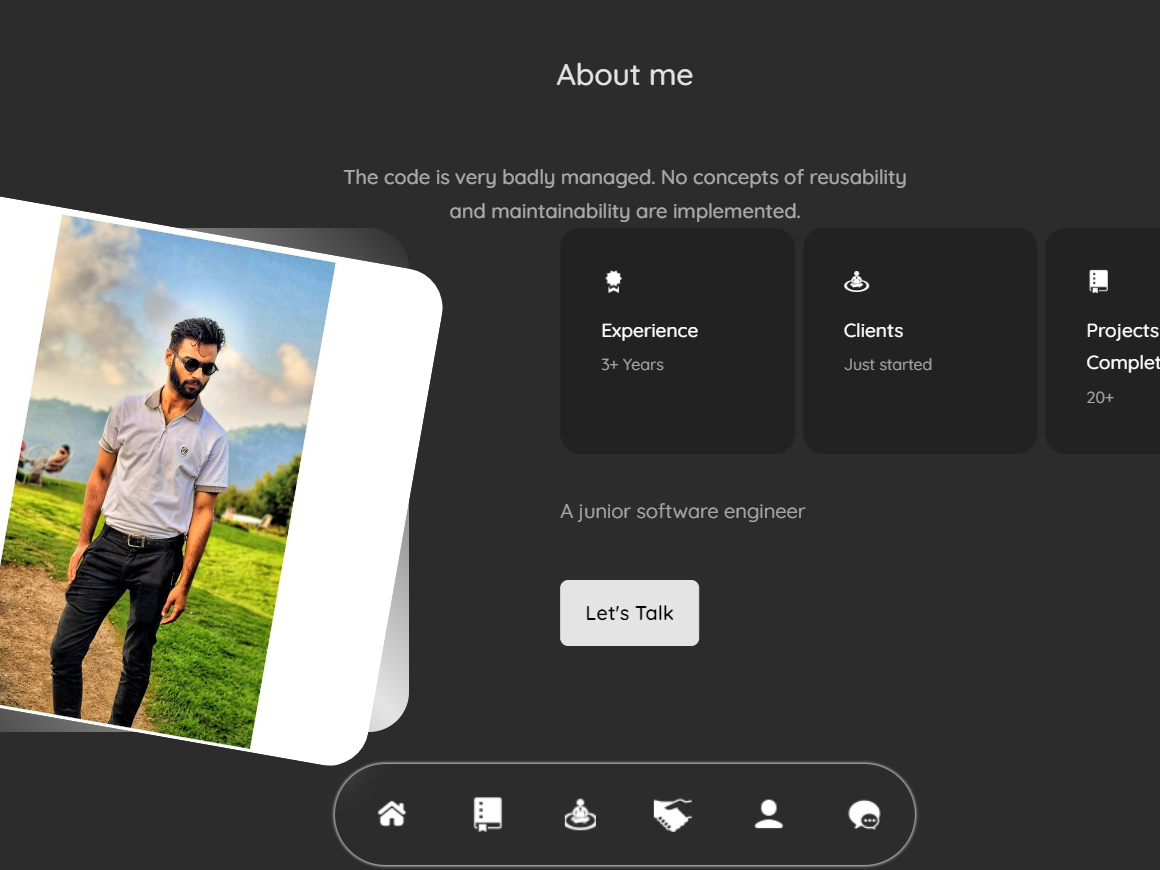 About me
The code is very badly managed. No concepts of reusability
and maintainability are implemented.
Experience
3+ Years
Clients
Just started
Projects
Complet
20+
A junior software engineer
Let's Talk